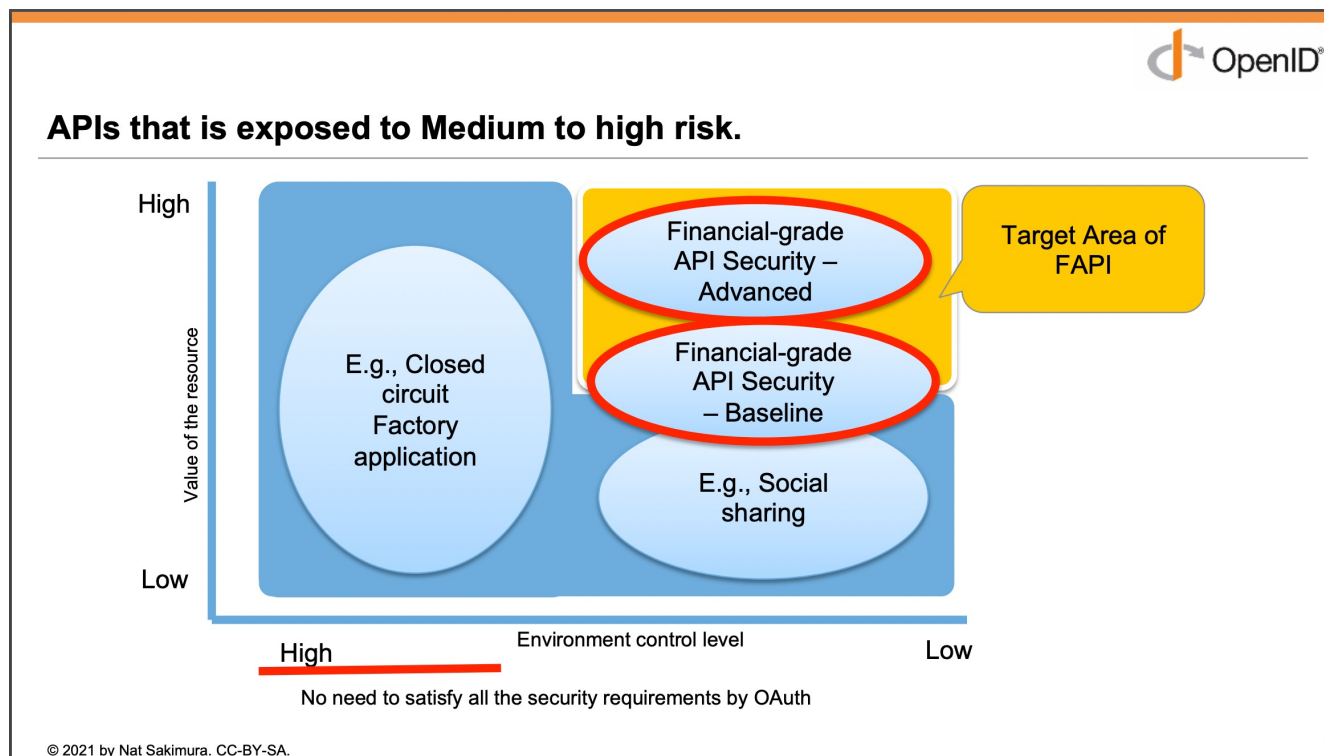 OpenID®
APIs that is exposed to Medium to high risk.
High
Value of the resource
Low
E.g., Closed
circuit
Factory
application
Financial-grade
API Security –
Advanced
Financial-grade
API Security
– Baseline
E.g., Social
sharing
Target Area of
FAPI
High
Environment control level
Low
No need to satisfy all the security requirements by OAuth
© 2021 by Nat Sakimura. CC-BY-SA.